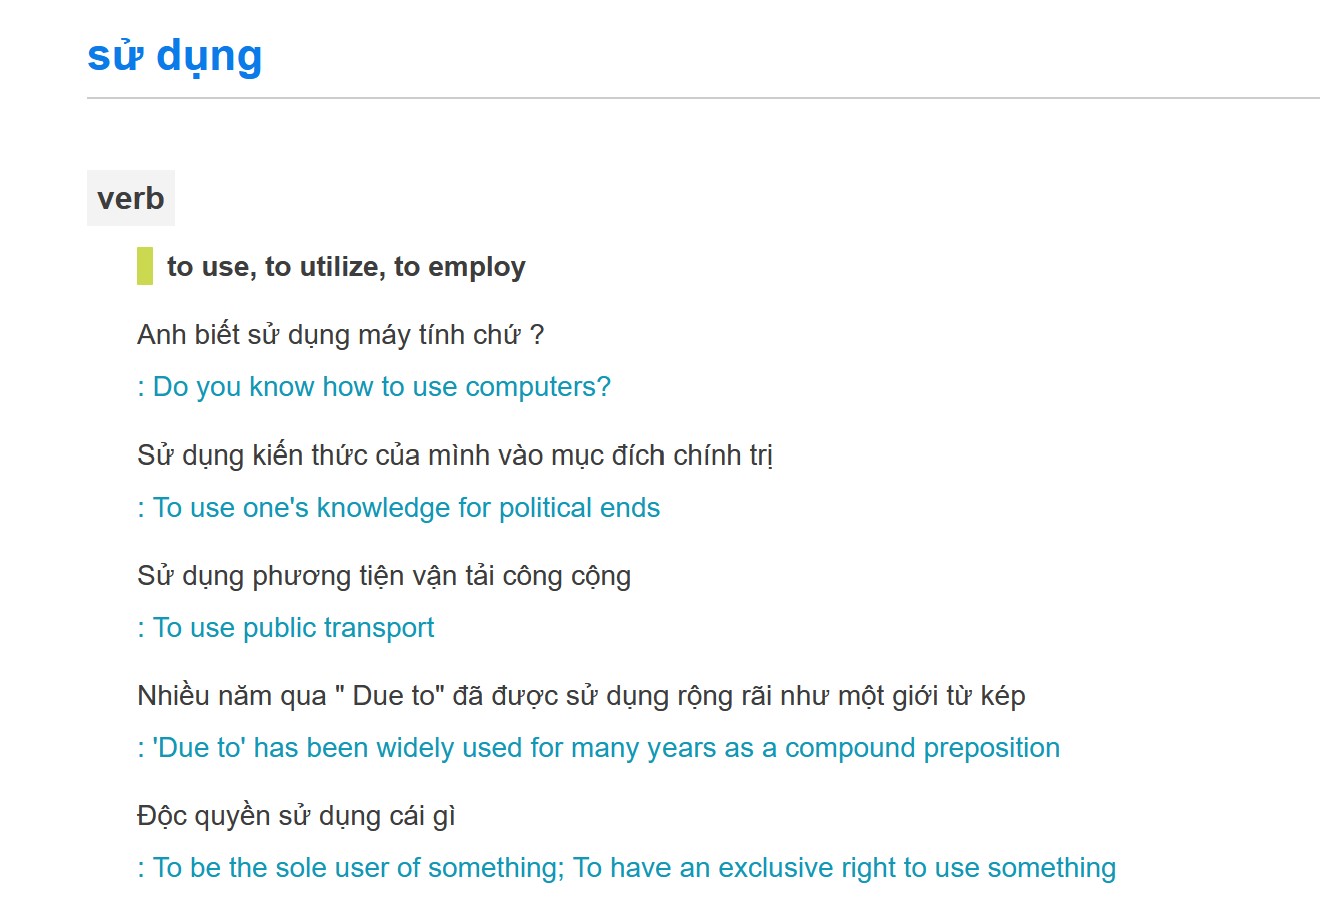 sử dụng
verb
to use, to utilize, to employ
Anh biết sử dụng máy tính chứ ?
: Do you know how to use computers?
Sử dụng kiến thức của mình vào mục đích chính trị
: To use one's knowledge for political ends
Sử dụng phương tiện vận tải công cộng
: To use public transport
Nhiều năm qua " Due to" đã được sử dụng rộng rãi như một giới từ kép
: 'Due to' has been widely used for many years as a compound preposition
Độc quyền sử dụng cái gì
: To be the sole user of something; To have an exclusive right to use something